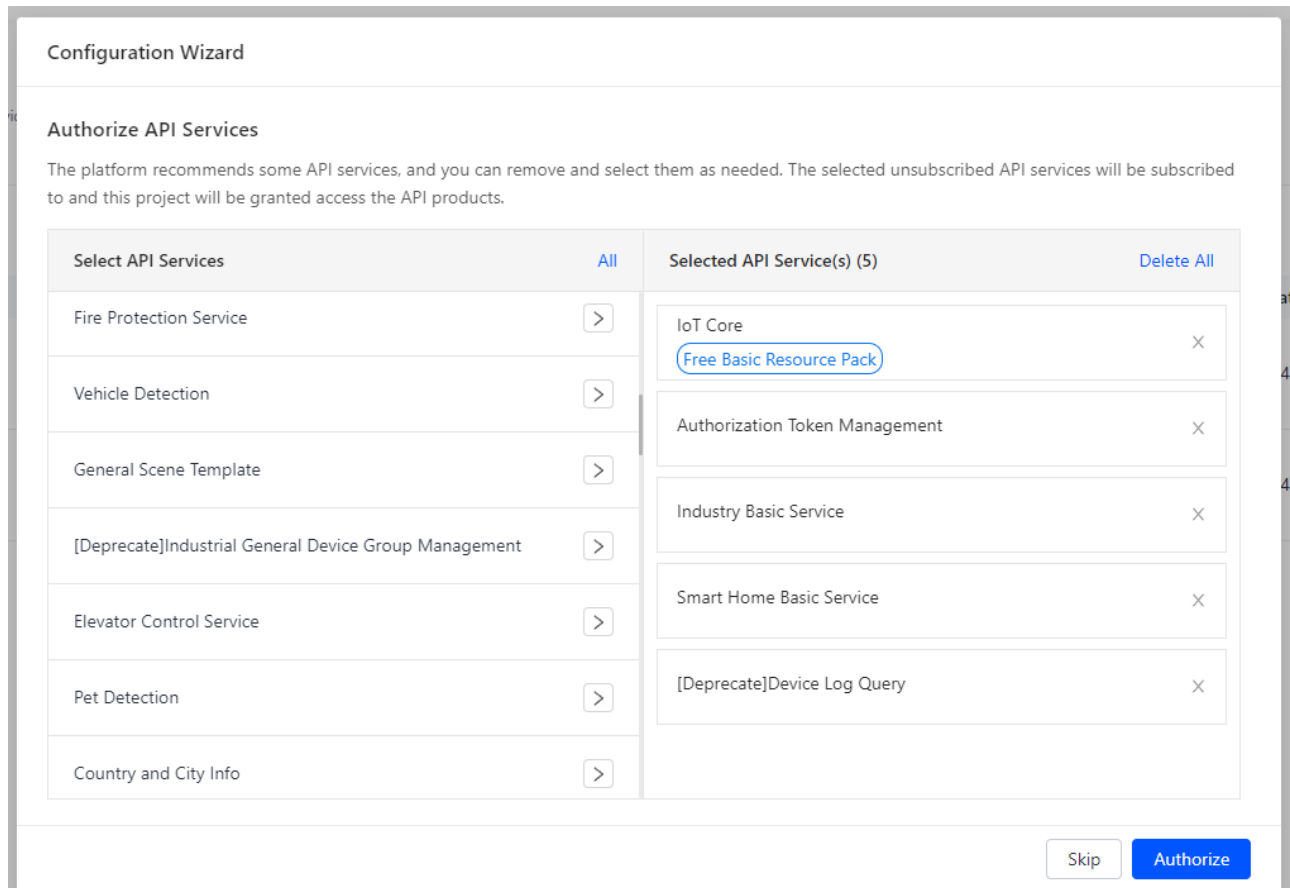 Configuration Wizard
Authorize API Services
The platform recommends some API services, and you can remove and select them as needed. The selected unsubscribed API services will be subscribed
to and this project will be granted access the API products.
Select API Services
All
Fire Protection Service
Vehicle Detection
General Scene Template
[Deprecate]Industrial General Device Group Management
Elevator Control Service
Pet Detection
Country and City Info
Selected API Service(s) (5)
Delete All
IoT Core
Free Basic Resource Pack
Authorization Token Management
Industry Basic Service
Smart Home Basic Service
[Deprecate]Device Log Query
Skip
Authorize